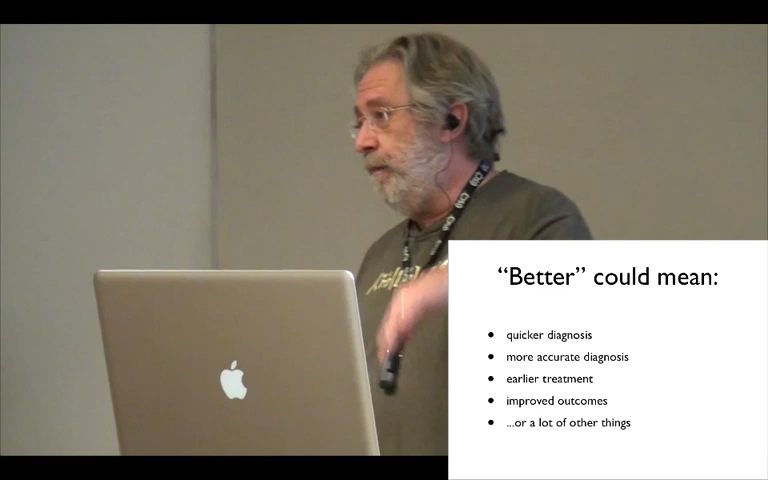 “Better” could mean:
• quicker diagnosis
• more accurate diagnosis
• earlier treatment
• improved outcomes
• ...or a lot of other things